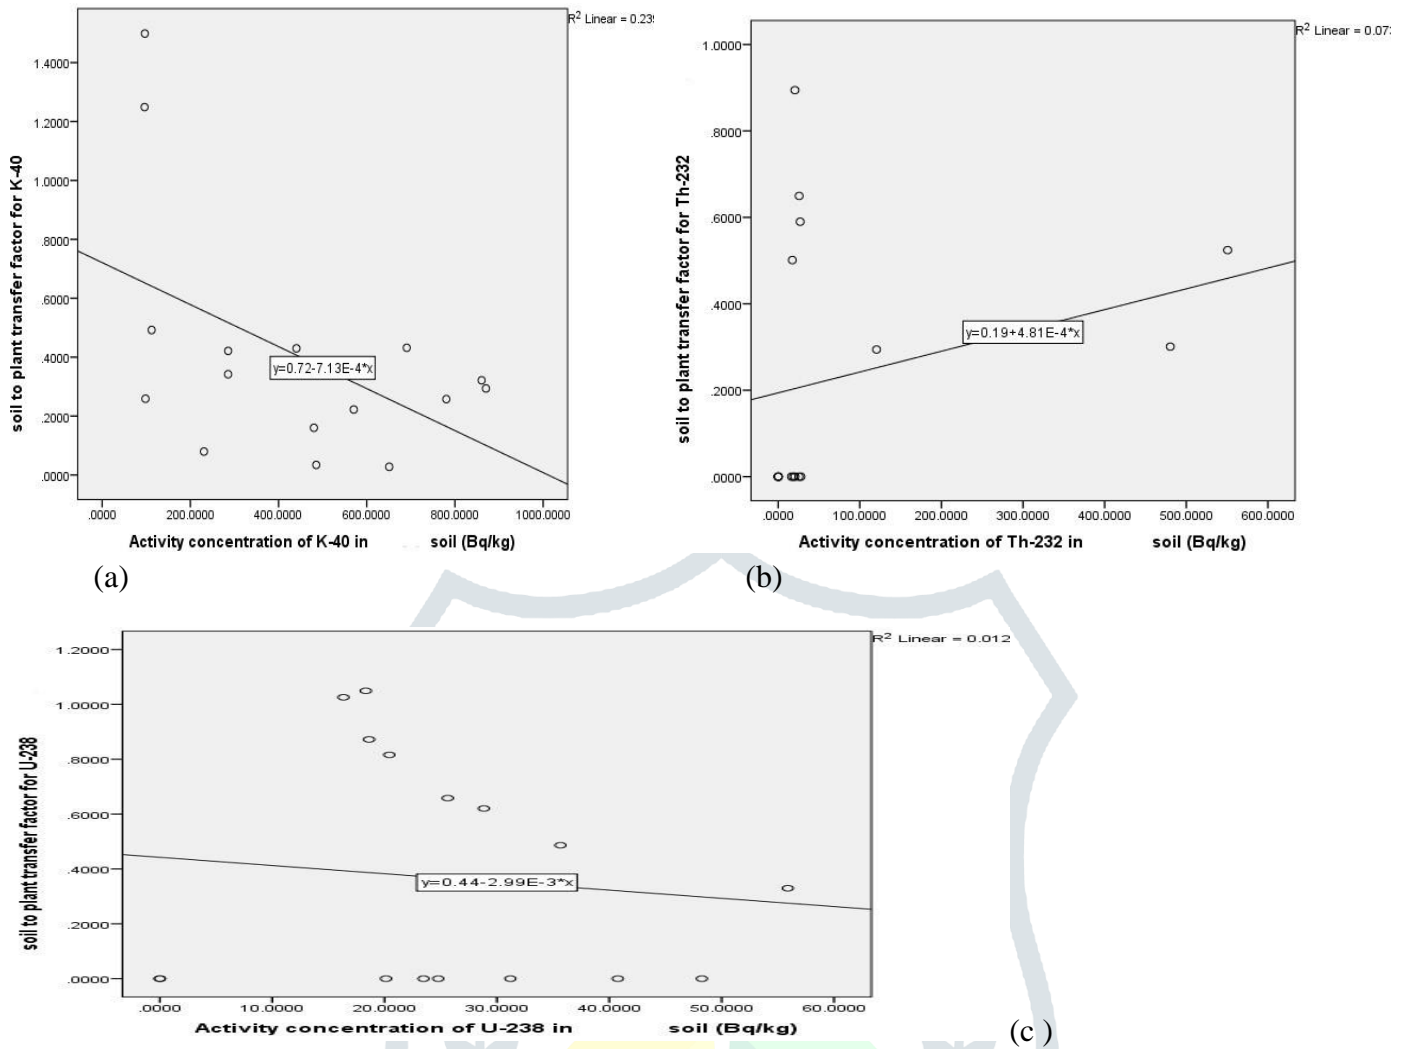 R² Linear = 0.23
soil to plant transfer factor for K-40
1.4000
1.2000
1.0000
.8000
.6000
.4000
.2000
.0000
y=0.72-7.13E-4*x
.0000 200.0000 400.0000 600.0000 800.0000 1000.0000
Activity concentration of K-40 in soil (Bq/kg)
(a)
R² Linear = 0.07
soil to plant transfer factor for Th-232
1.0000
.8000
.6000
.4000
.2000
.0000
y=0.19+4.81E-4*x
.0000 100.0000 200.0000 300.0000 400.0000 500.0000 600.0000
Activity concentration of Th-232 in soil (Bq/kg)
(b)
R² Linear = 0.012
soil to plant transfer factor for U-238
1.2000
1.0000
.8000
.6000
.4000
.2000
.0000
y=0.44-2.99E-3*x
.0000 10.0000 20.0000 30.0000 40.0000 50.0000 60.0000
Activity concentration of U-238 in soil (Bq/kg)
(c )